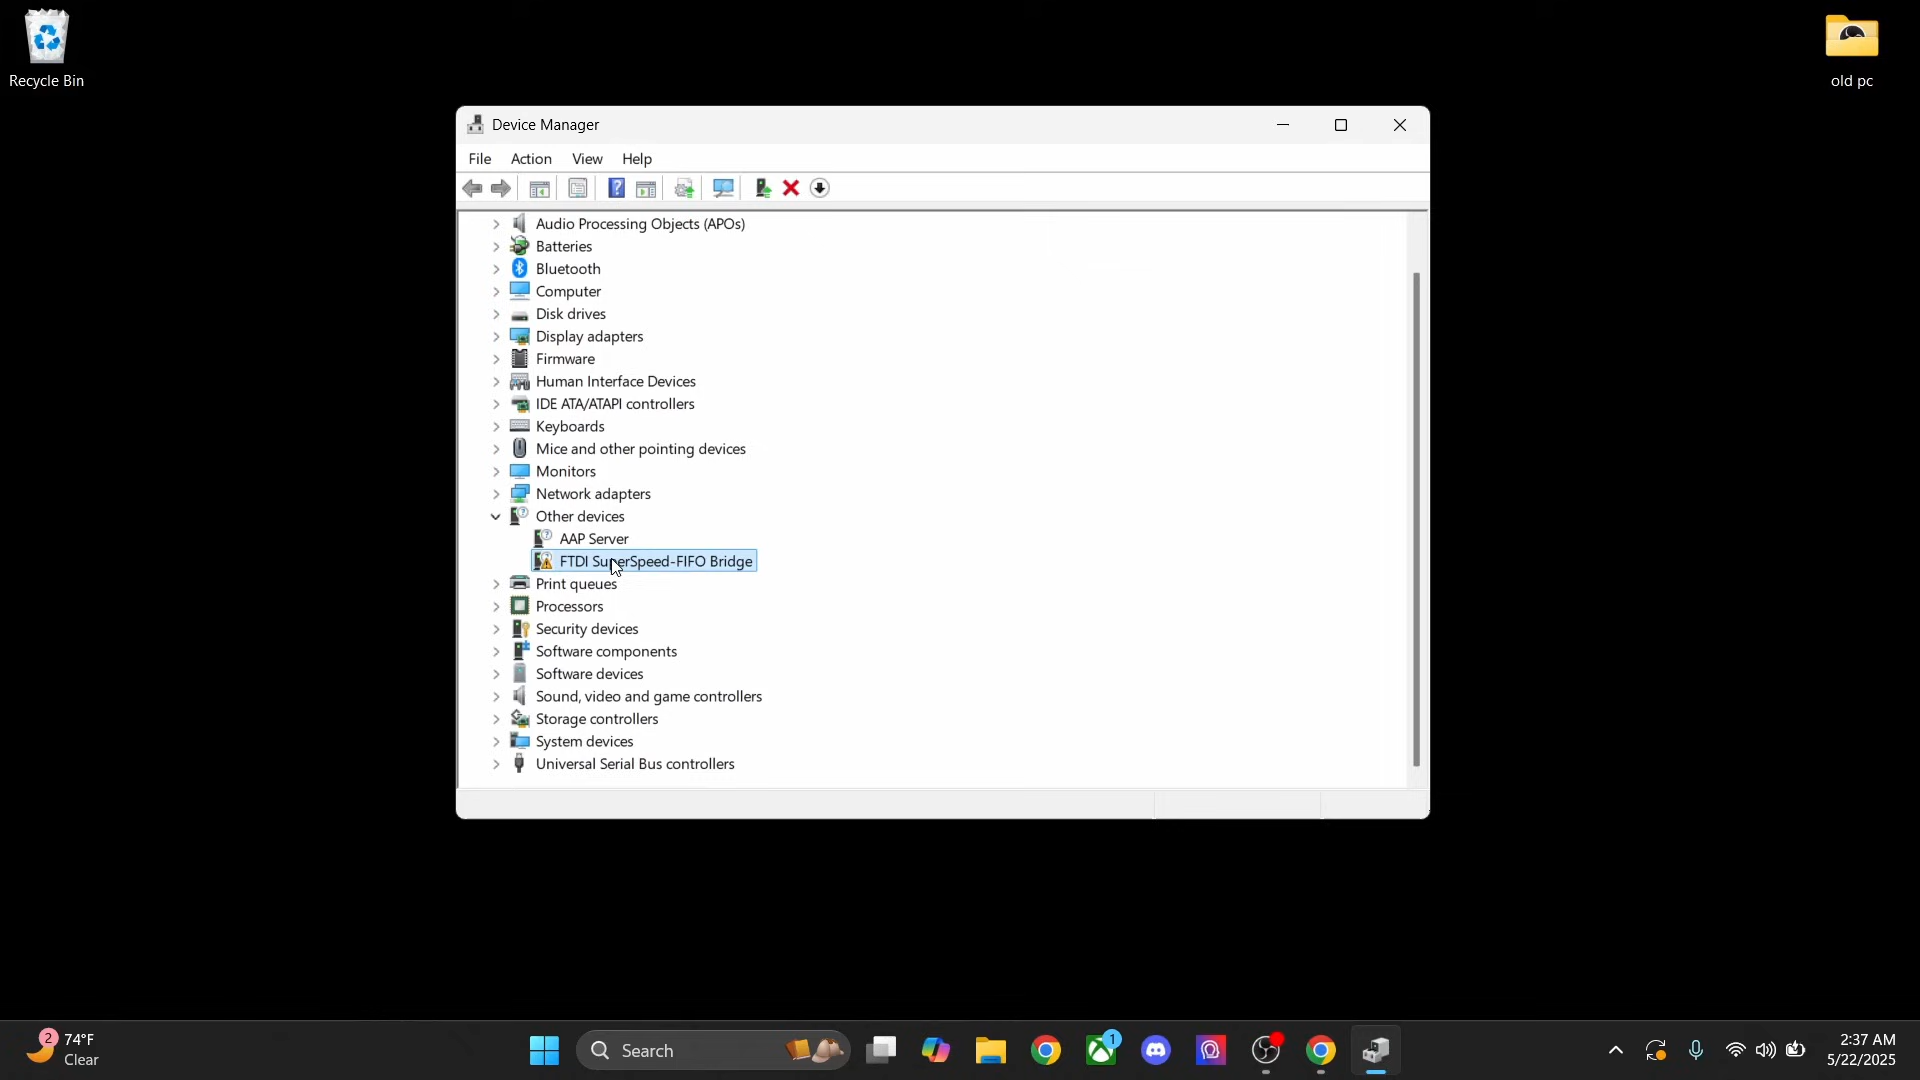 Recycle Bin
old pc
Device Manager
File Action View Help
Audio Processing Objects (APOs)
Batteries
Bluetooth
Computer
Disk drives
Display adapters
Firmware
Human Interface Devices
IDE ATA/ATAPI controllers
Keyboards
Mice and other pointing devices
Monitors
Network adapters
Other devices
AAP Server
FTDI SuperSpeed-FIFO Bridge
Print queues
Processors
Security devices
Software components
Software devices
Sound, video and game controllers
Storage controllers
System devices
Universal Serial Bus controllers
2
74°F
Clear
Search
1
2:37 AM
5/22/2025